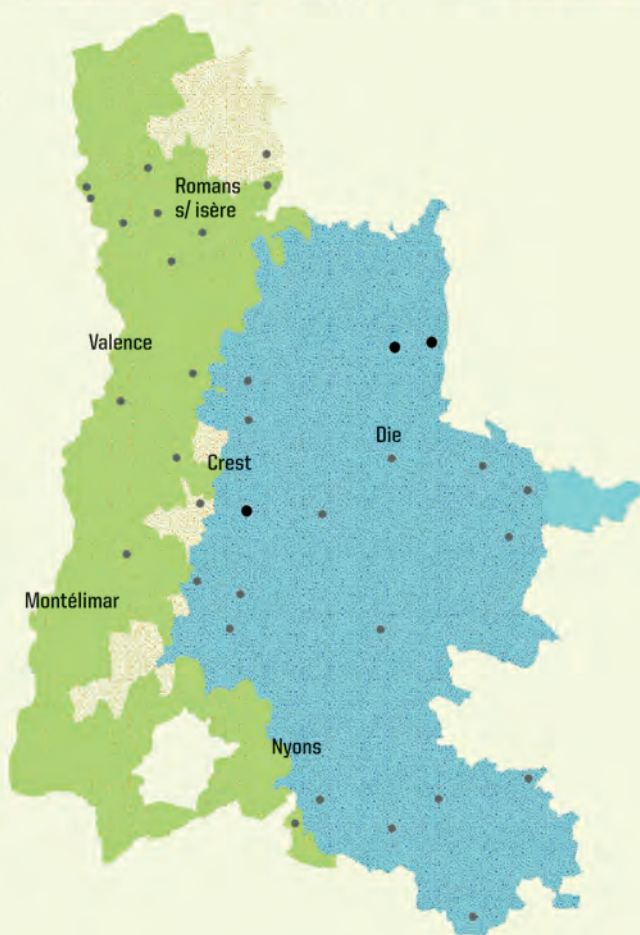 Romans
s/ isère
Valence
Die
Crest
Montélimar
Nyons